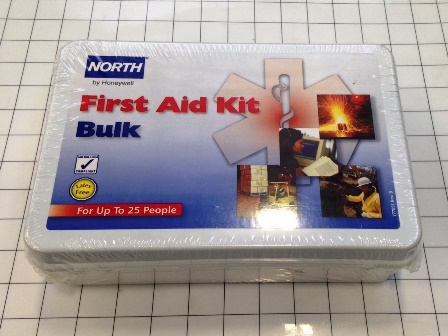 NORTH
by Honeywell
First Aid Kit
Bulk
Latex
Free
For Up To 25 People